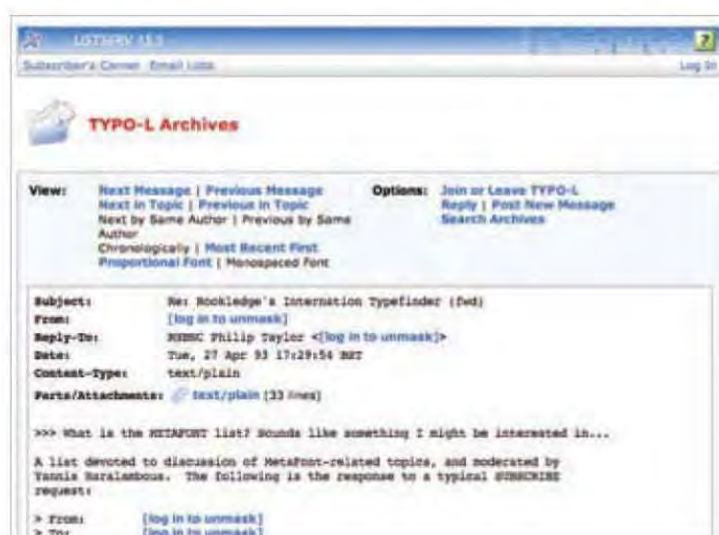 LISTSERV 15.5
Subscriber's Corner Email Lists Log In
TYPO-L Archives
View: Next Message | Previous Message Options: Join or Leave TYPO-L
Next in Topic | Previous in Topic Reply | Post New Message
Next by Same Author | Previous by Same Search Archives
Author
Chronologically | Most Recent First
Proportional Font | Monospaced Font
Subject: Re: Rookledge's Internation Typefinder (fwd)
From: [log in to unmask]
Reply-To: Philip Taylor <[log in to unmask]>
Date: Tue, 27 Apr 93 17:29:54 BST
Content-Type: text/plain
Parts/Attachments: text/plain (33 lines)
>>> What is the METAFONT list? Sounds like something I might be interested in...
A list devoted to discussion of MetaFont-related topics, and moderated by
Yannis Haralambous. The following is the response to a typical SUBSCRIBE
request:
> From: [log in to unmask]
> To: [log in to unmask]